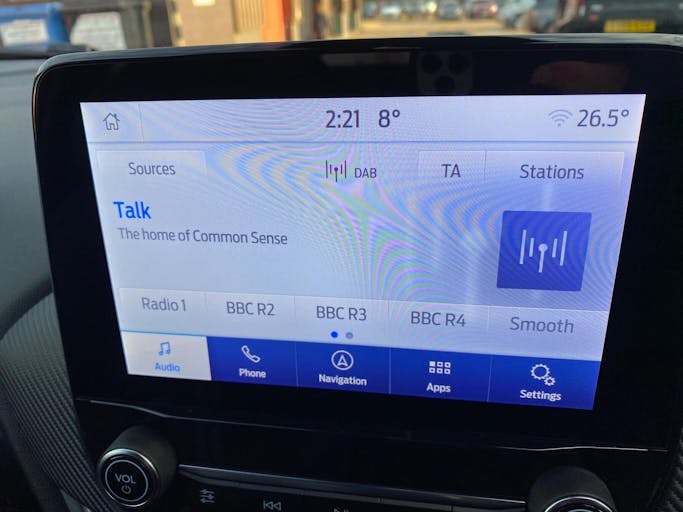 2:21 8° 26.5°
Sources DAB TA Stations
Talk
The home of Common Sense
Radio 1 BBC R2 BBC R3 BBC R4 Smooth
Audio Phone Navigation Apps Settings
VOL